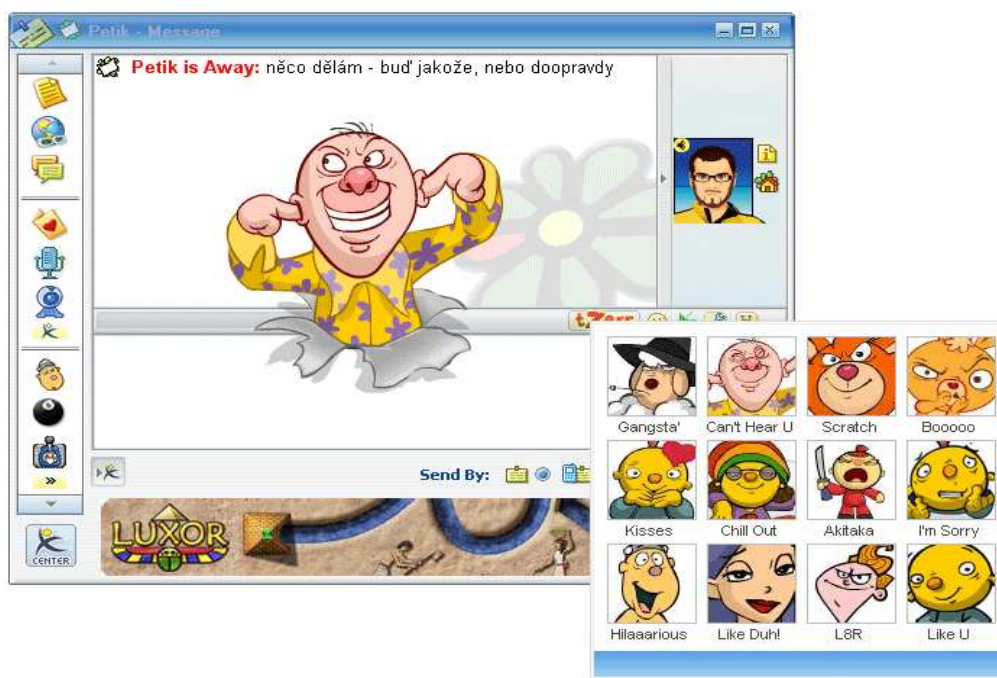 Petik - Message
Petik is Away: něco dělám - buď jakože, nebo doopravdy
tZers
Gangsta' Can't Hear U Scratch Booooo
Kisses Chill Out Akitaka I'm Sorry
Hilaaarious Like Duh! L8R Like U
Send By:
CENTER
LUXOR